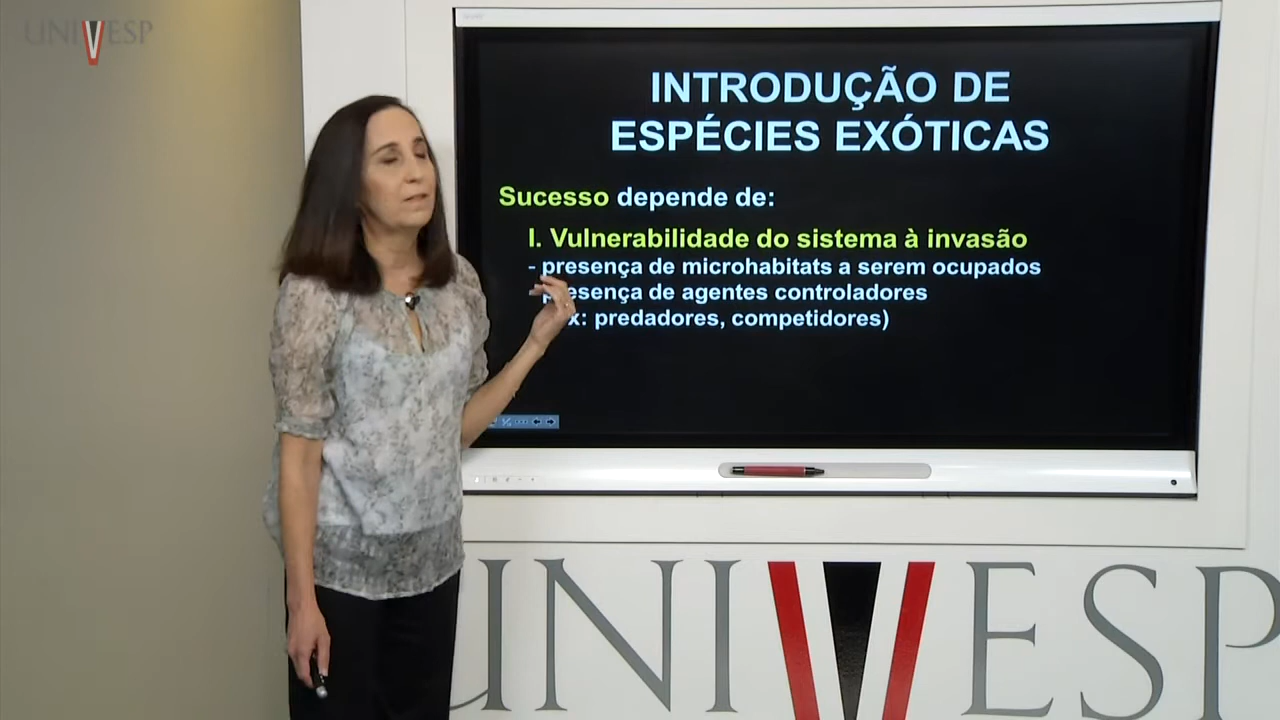 UNIVESP
INTRODUÇÃO DE
ESPÉCIES EXÓTICAS
Sucesso depende de:
I. Vulnerabilidade do sistema à invasão
- presença de microhabitats a serem ocupados
presença de agentes controladores
x: predadores, competidores)
UNIVESP